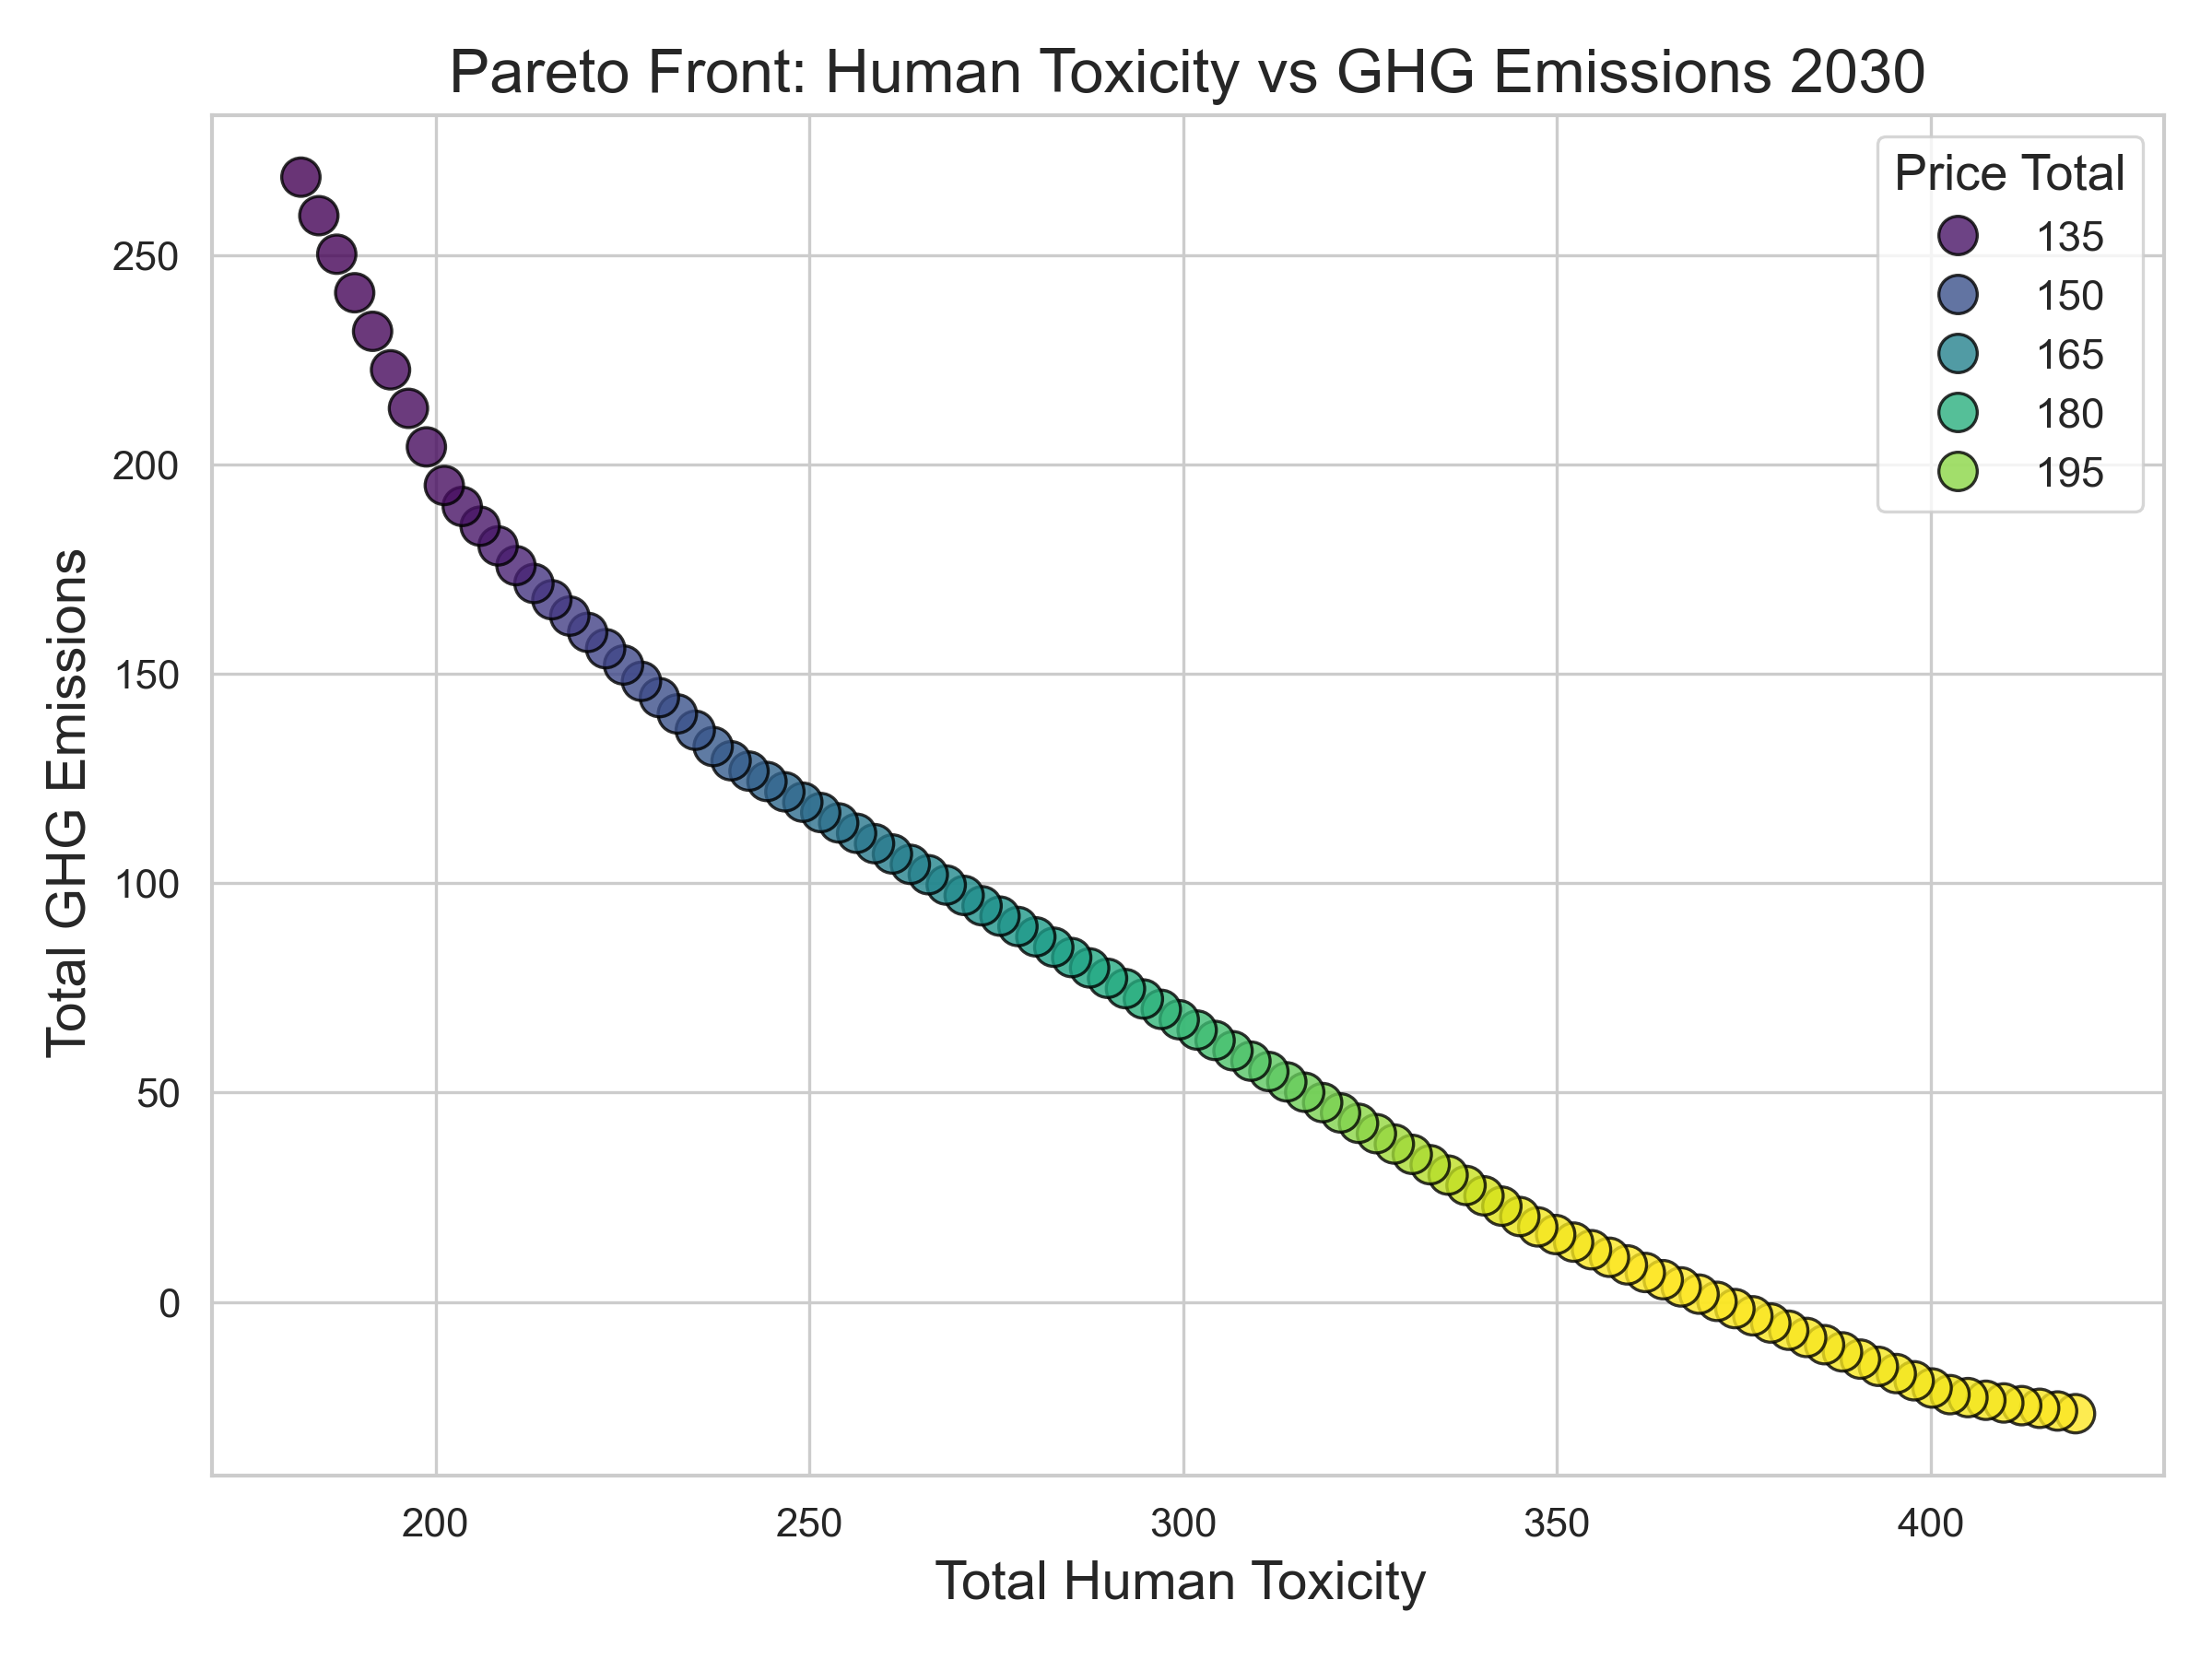 Pareto Front: Human Toxicity vs GHG Emissions 2030
Price Total
135
150
165
180
195
Total GHG Emissions
250
200
150
100
50
0
200 250 300 350 400
Total Human Toxicity